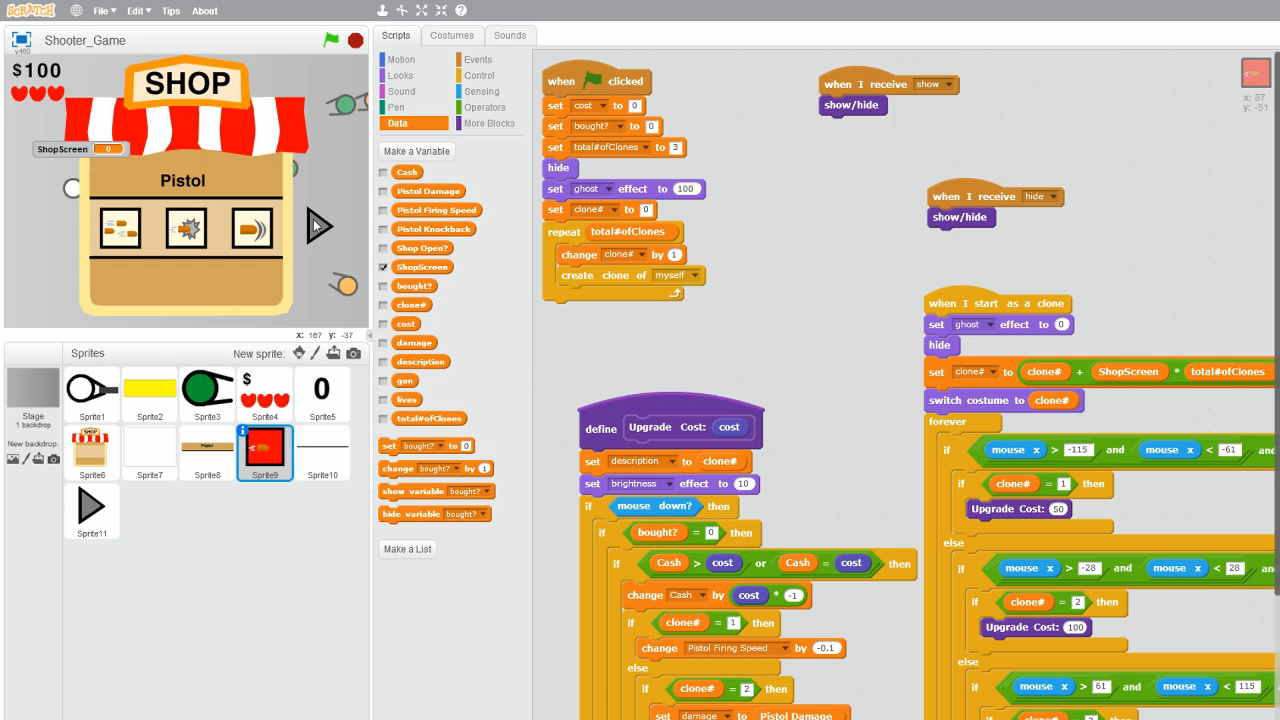 SCRATCH File Edit Tips About
v460 Shooter_Game
Scripts Costumes Sounds
$100
SHOP
ShopScreen 0
Pistol
x: 167 y: -37
Motion Events
Looks Control
Sound Sensing
Pen Operators
Data More Blocks
Make a Variable
Cash
Pistol Damage
Pistol Firing Speed
Pistol Knockback
Shop Open?
ShopScreen
bought?
clone#
cost
damage
description
gun
lives
total#ofClones
set bought? to 0
change bought? by 1
show variable bought?
hide variable bought?
Make a List
Sprites New sprite:
Stage
1 backdrop
New backdrop:
Sprite1 Sprite2 Sprite3 Sprite4 Sprite5
$ 0
Sprite6 Sprite7 Sprite8 Sprite9 Sprite10
SHOP Pistol
Sprite11
when clicked
set cost to 0
set bought? to 0
set total#ofClones to 3
hide
set ghost effect to 100
set clone# to 0
repeat total#ofClones
change clone# by 1
create clone of myself
when I receive show
show/hide
when I receive hide
show/hide
x: 87
y: -51
define Upgrade Cost: cost
set description to clone#
set brightness effect to 10
if mouse down? then
if bought? = 0 then
if Cash > cost or Cash = cost then
change Cash by cost * -1
if clone# = 1 then
change Pistol Firing Speed by -0.1
else
if clone# = 2 then
set damage to Pistol Damage
when I start as a clone
set ghost effect to 0
hide
set clone# to clone# + ShopScreen * total#ofClones
switch costume to clone#
forever
if mouse x > -115 and mouse x < -61 and
if clone# = 1 then
Upgrade Cost: 50
else
if mouse x > -28 and mouse x < 28 and
if clone# = 2 then
Upgrade Cost: 100
else
if mouse x > 61 and mouse x < 115 and